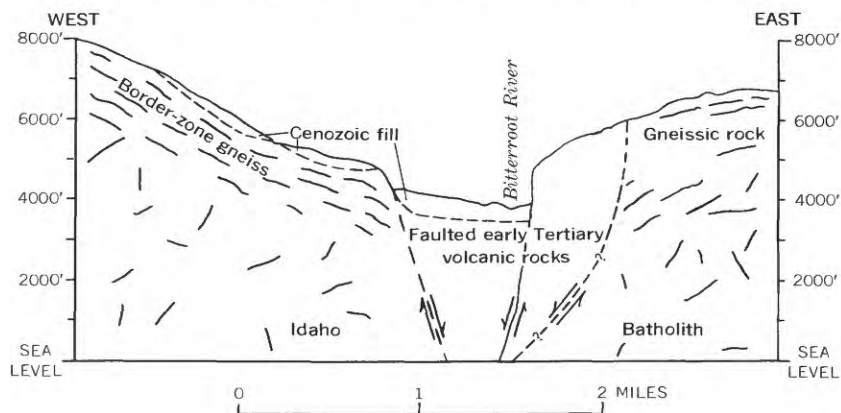 WEST
EAST
8000'
6000'
4000'
2000'
SEA
LEVEL
Border-zone gneiss
Cenozoic fill
Bitterroot River
Gneissic rock
Faulted early Tertiary
volcanic rocks
?
?
Idaho
Batholith
8000'
6000'
4000'
2000'
SEA
LEVEL
0
1
2 MILES